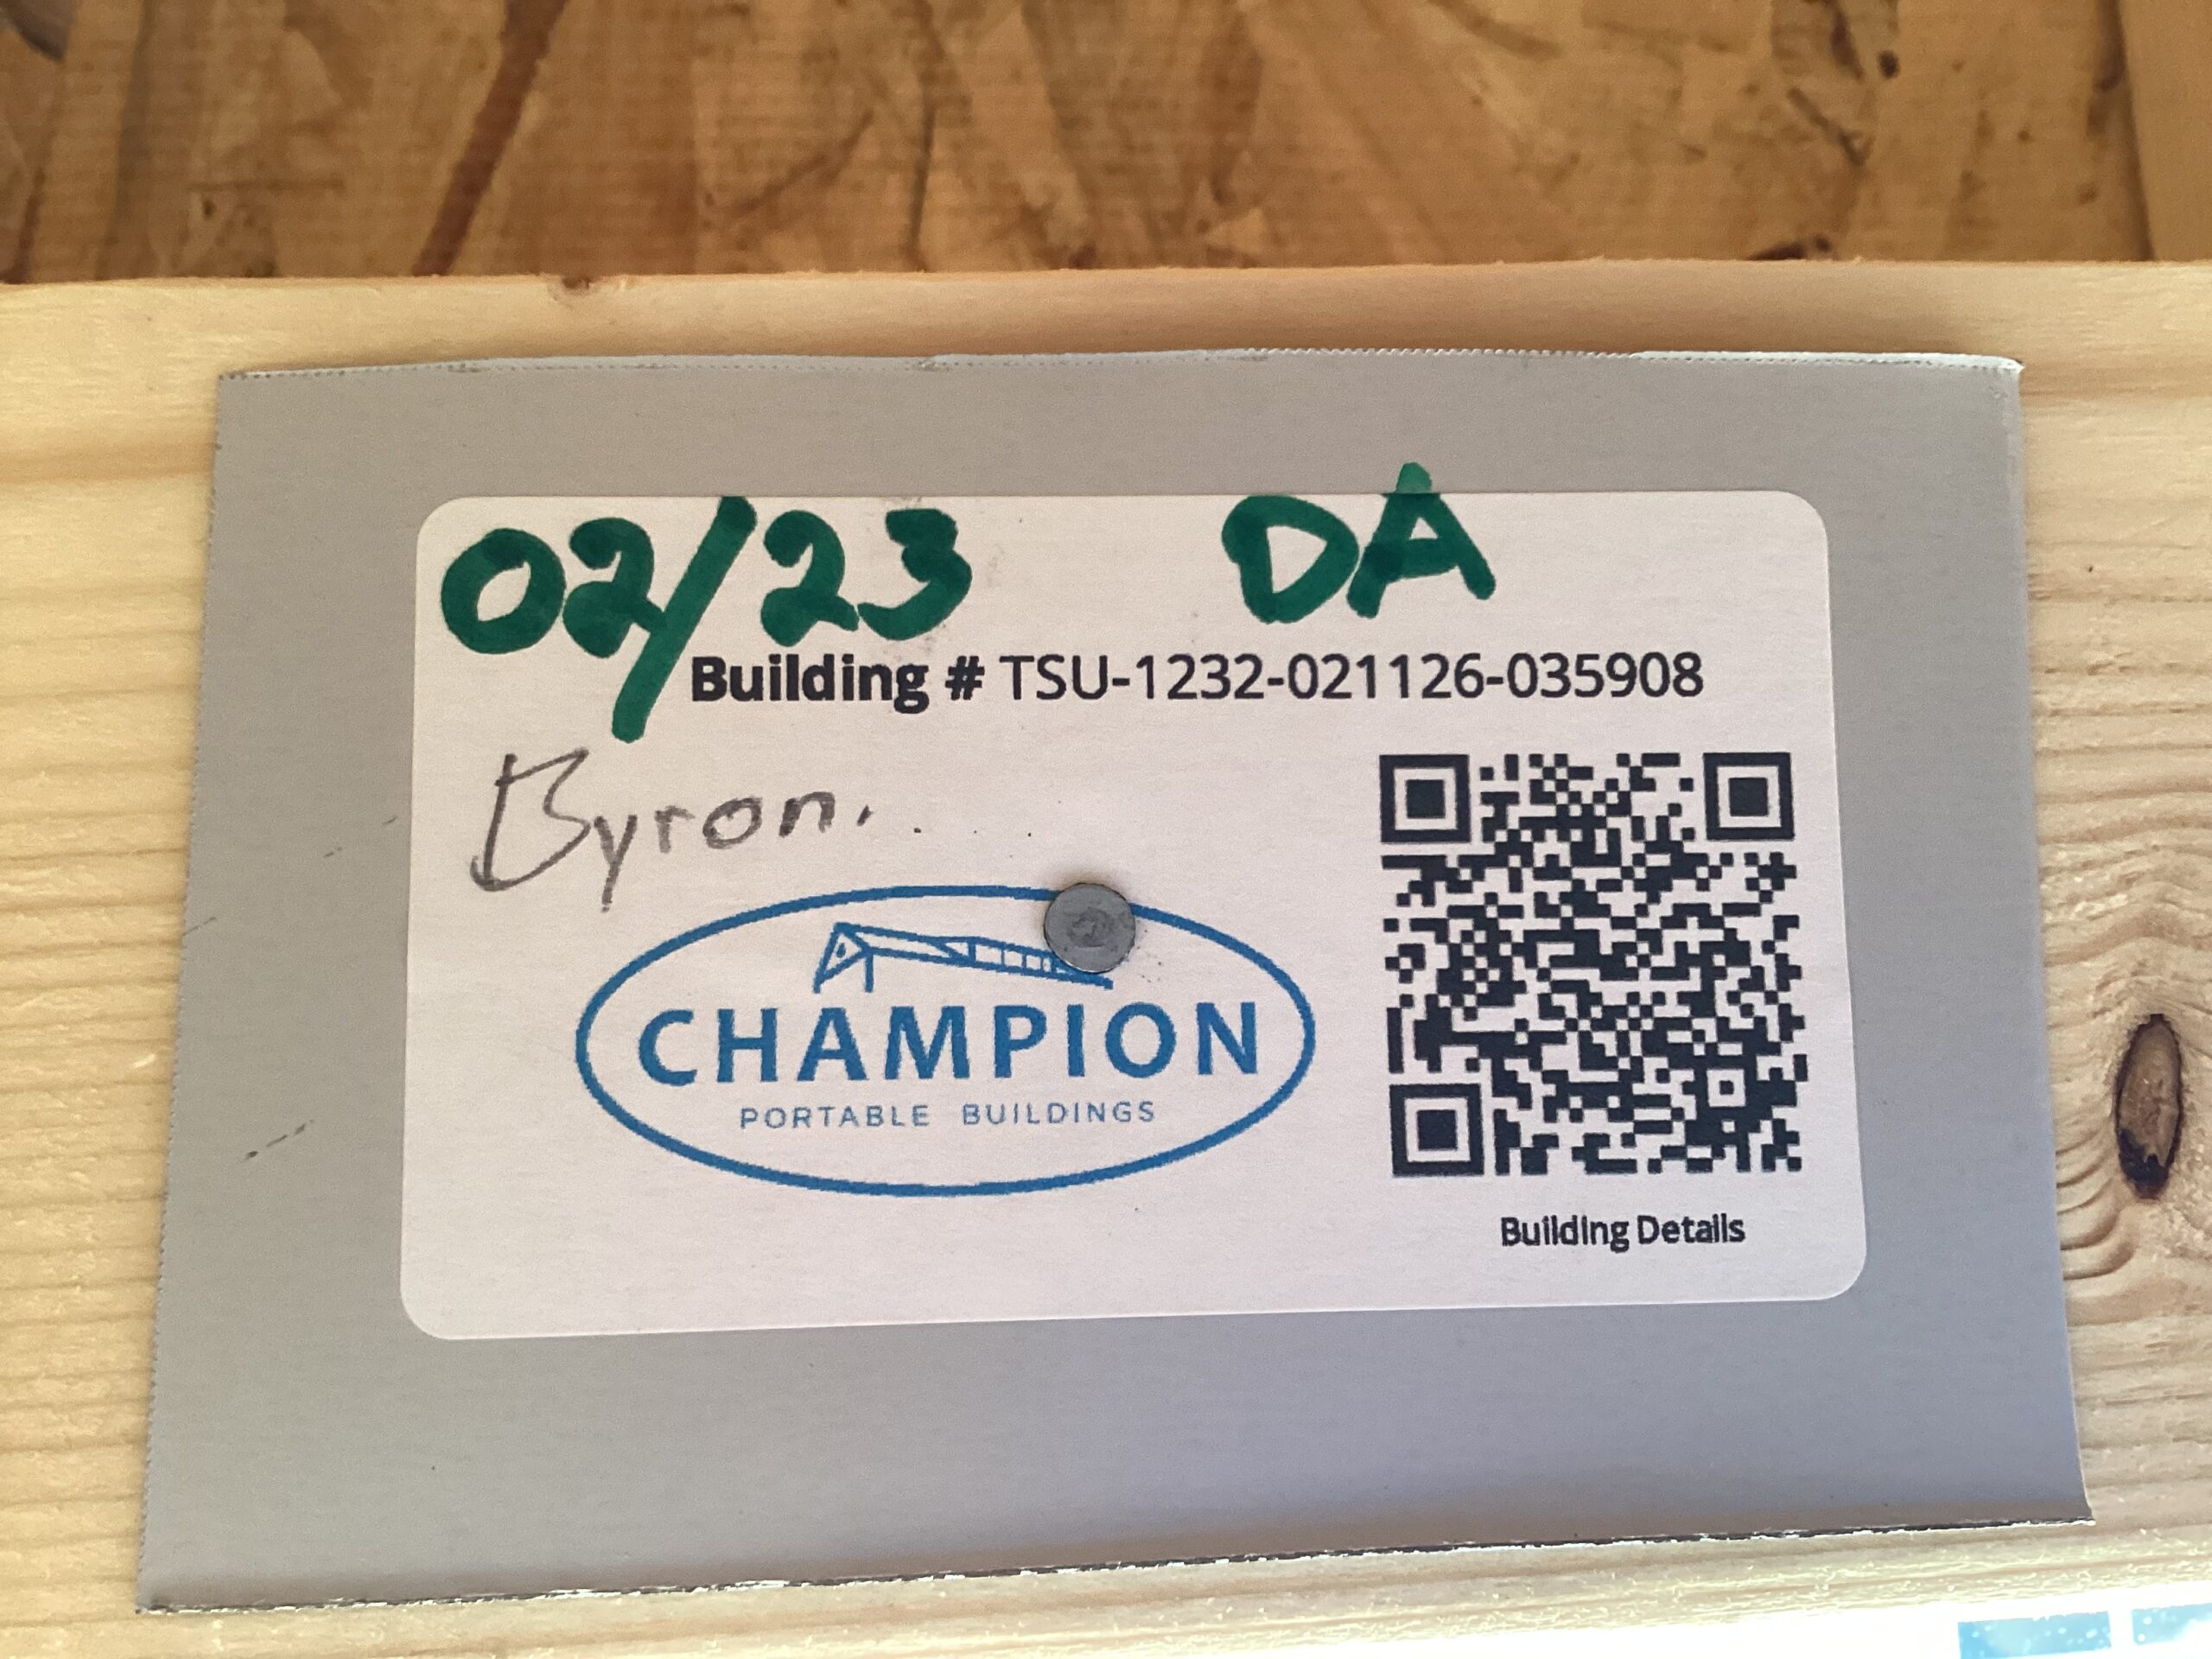 02/23 DA
Building # TSU-1232-021126-035908
Byron.
CHAMPION
PORTABLE BUILDINGS
Building Details